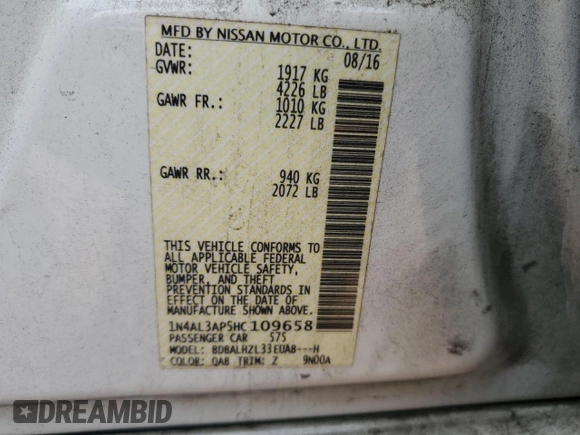 MFD BY NISSAN MOTOR CO., LTD.
DATE: 08/16
GVWR: 1917 KG
4226 LB
GAWR FR.: 1010 KG
2227 LB
GAWR RR.: 940 KG
2072 LB
THIS VEHICLE CONFORMS TO
ALL APPLICABLE FEDERAL
MOTOR VEHICLE SAFETY,
BUMPER, AND THEFT
PREVENTION STANDARDS
IN EFFECT ON THE DATE OF
MANUFACTURE SHOWN ABOVE.
1N4AL3AP5HC109658
PASSENGER CAR 575
MODEL: BDBALHZL33EUA8---H
COLOR: QAB TRIM: Z 9N00A
DREAMBID